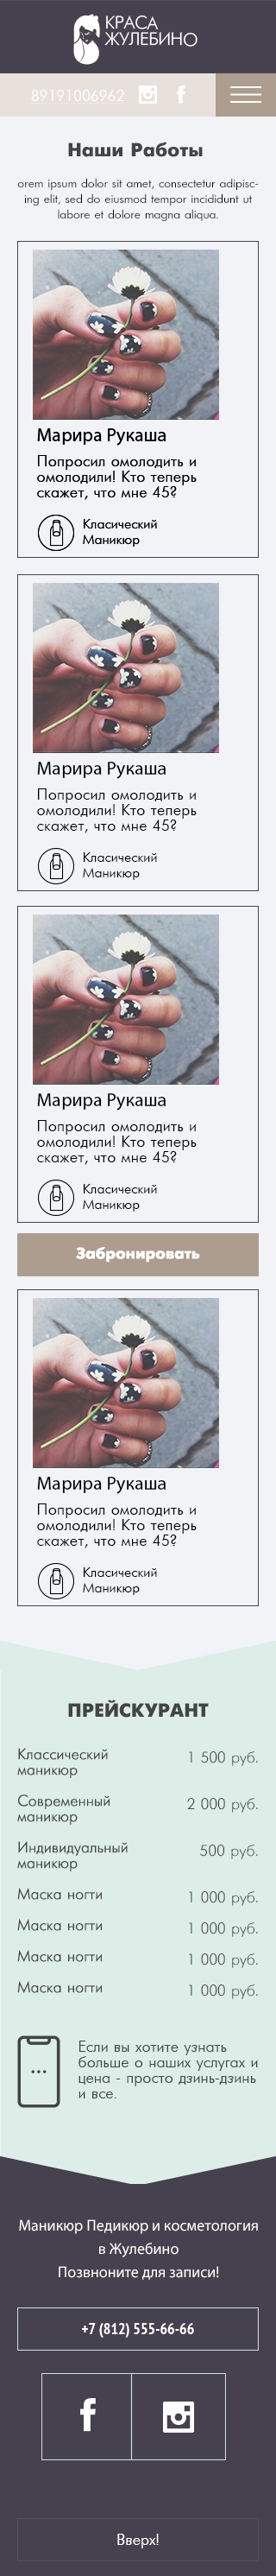 КРАСА
ЖУЛЕБИНО
89191006962
Наши Работы
orem ipsum dolor sit amet, consectetur adipisc-
ing elit, sed do eiusmod tempor incididunt ut
labore et dolore magna aliqua.
Марира Рукаша
Попросил омолодить и
омолодили! Кто теперь
скажет, что мне 45?
Класический
Маникюр
Марира Рукаша
Попросил омолодить и
омолодили! Кто теперь
скажет, что мне 45?
Класический
Маникюр
Марира Рукаша
Попросил омолодить и
омолодили! Кто теперь
скажет, что мне 45?
Класический
Маникюр
Забронировать
Марира Рукаша
Попросил омолодить и
омолодили! Кто теперь
скажет, что мне 45?
Класический
Маникюр
ПРЕЙСКУРАНТ
Классический
маникюр
1 500 руб.
Современный
маникюр
2 000 руб.
Индивидуальный
маникюр
500 руб.
Маска ногти 1 000 руб.
Маска ногти 1 000 руб.
Маска ногти 1 000 руб.
Маска ногти 1 000 руб.
Если вы хотите узнать
больше о наших услугах и
цена - просто дзинь-дзинь
и все.
Маникюр Педикюр и косметология
в Жулебино
Позвноните для записи!
+7 (812) 555-66-66
Вверх!